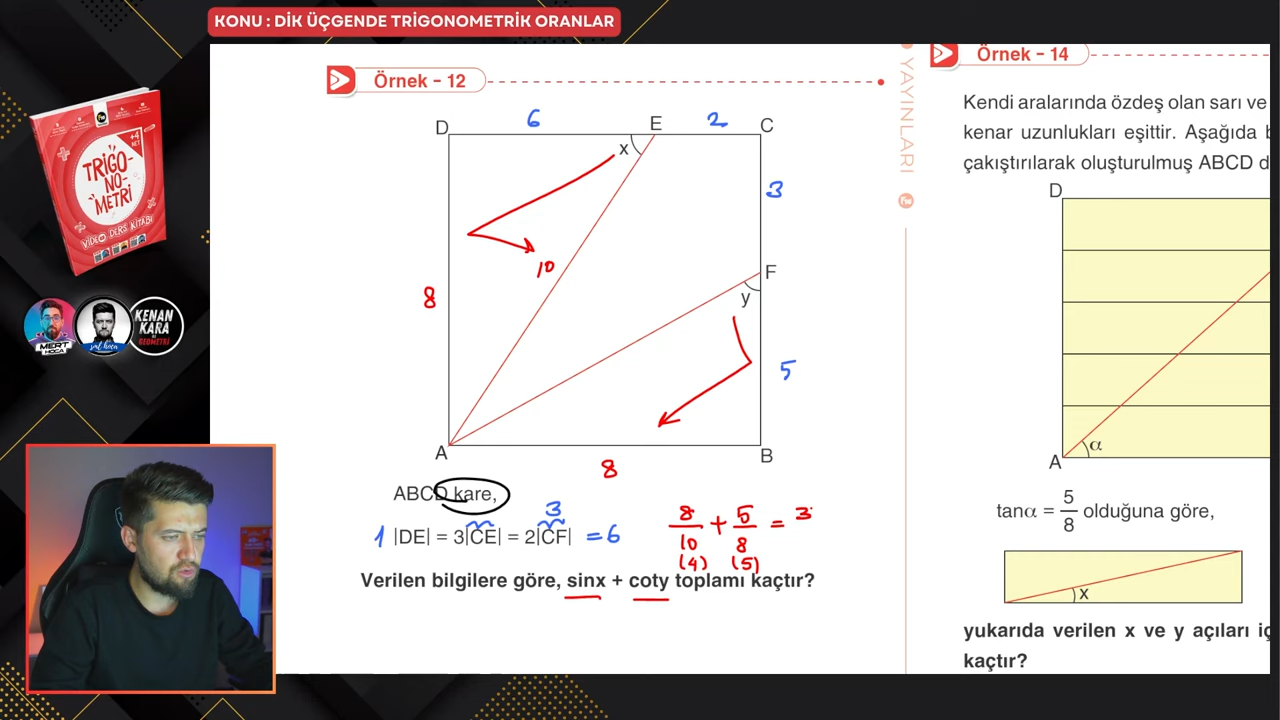 KONU : DİK ÜÇGENDE TRİGONOMETRİK ORANLAR
TRİGO-
NO-
METRİ
+4 NET
VİDEO DERS KİTABI
MERT HOCA
KENAN
KARA
GEOMETRİ
Örnek - 12
D
6
E
2
C
x
3
10
F
y
8
5
A
8
B
ABCD kare,
3
1 |DE| = 3|CE| = 2|CF| = 6
8/10 + 5/8 = 3
(4) (5)
Verilen bilgilere göre, sinx + coty toplamı kaçtır?
YAYINLARI
Örnek - 14
Kendi aralarında özdeş olan sarı ve
kenar uzunlukları eşittir. Aşağıda
çakıştırılarak oluşturulmuş ABCD
D
A
α
tanα = 5/8 olduğuna göre,
x
yukarıda verilen x ve y açıları
kaçtır?